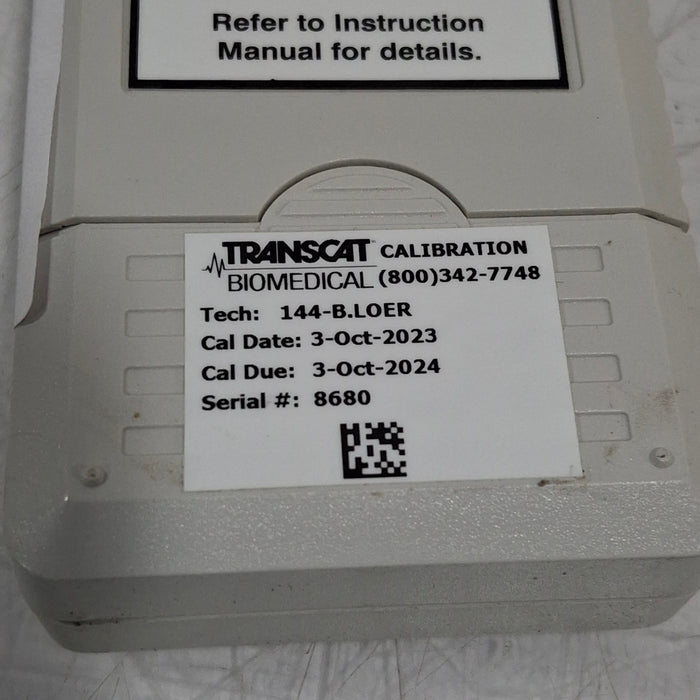 Refer to Instruction
Manual for details.
TRANSCAT CALIBRATION
BIOMEDICAL (800)342-7748
Tech: 144-B.LOER
Cal Date: 3-Oct-2023
Cal Due: 3-Oct-2024
Serial #: 8680